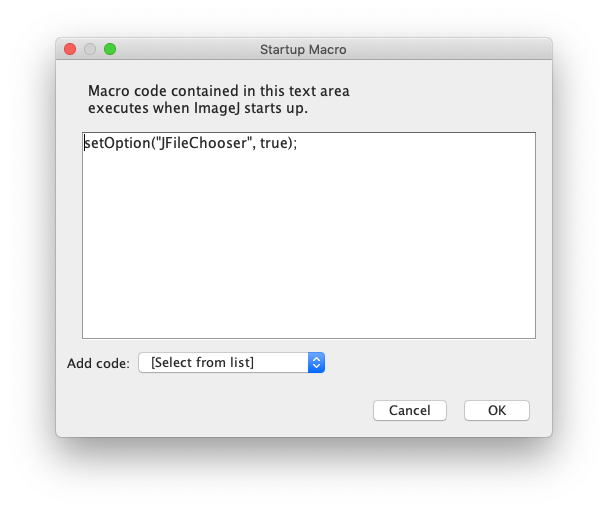 Startup Macro
Macro code contained in this text area
executes when ImageJ starts up.
setOption("JFileChooser", true);
Add code: [Select from list]
Cancel OK